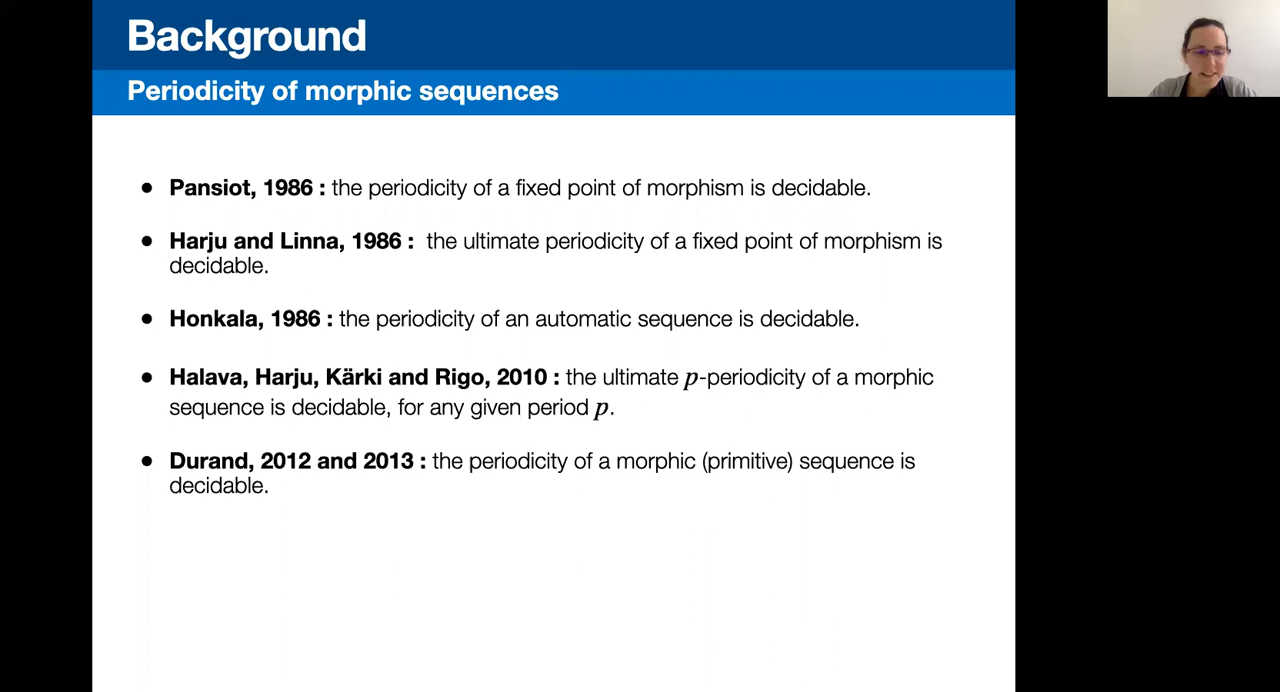 Background
Periodicity of morphic sequences
● Pansiot, 1986 : the periodicity of a fixed point of morphism is decidable.
● Harju and Linna, 1986 : the ultimate periodicity of a fixed point of morphism is
decidable.
● Honkala, 1986 : the periodicity of an automatic sequence is decidable.
● Halava, Harju, Kärki and Rigo, 2010 : the ultimate p-periodicity of a morphic
sequence is decidable, for any given period p.
● Durand, 2012 and 2013 : the periodicity of a morphic (primitive) sequence is
decidable.